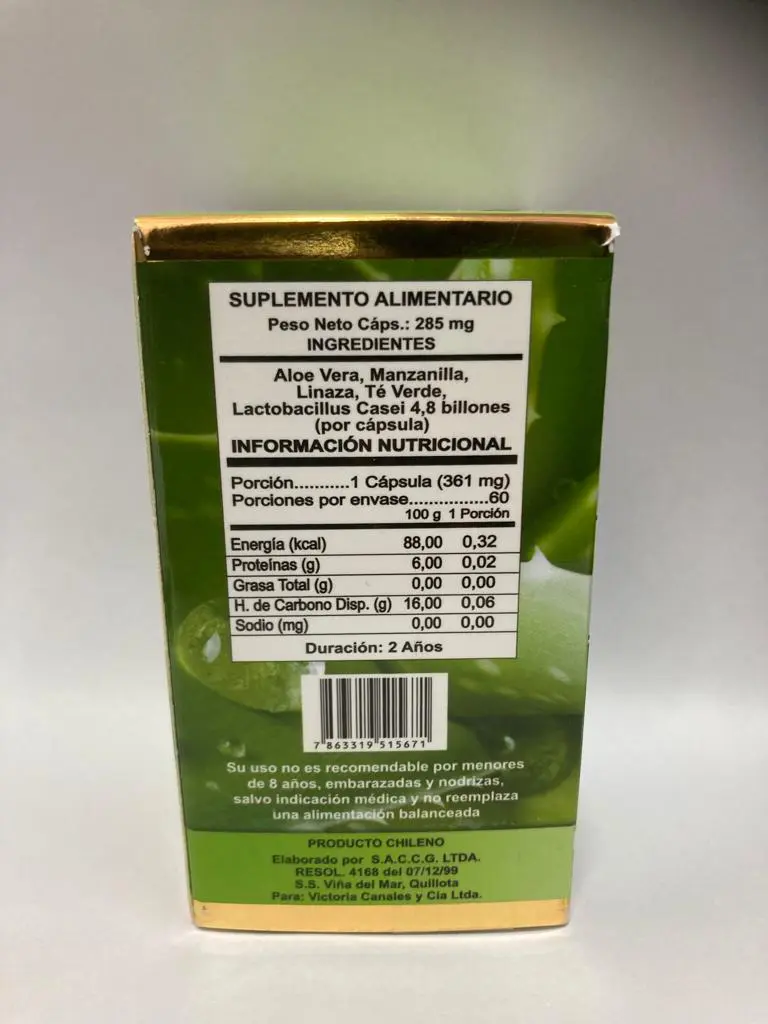 SUPLEMENTO ALIMENTARIO
Peso Neto Cáps.: 285 mg
INGREDIENTES
Aloe Vera, Manzanilla,
Linaza, Té Verde,
Lactobacillus Casei 4,8 billones
(por cápsula)
INFORMACIÓN NUTRICIONAL
Porción...........1 Cápsula (361 mg)
Porciones por envase................60
100 g 1 Porción
Energía (kcal) 88,00 0,32
Proteínas (g) 6,00 0,02
Grasa Total (g) 0,00 0,00
H. de Carbono Disp. (g) 16,00 0,06
Sodio (mg) 0,00 0,00
Duración: 2 Años
7 863319 515671
Su uso no es recomendable por menores
de 8 años, embarazadas y nodrizas,
salvo indicación médica y no reemplaza
una alimentación balanceada
PRODUCTO CHILENO
Elaborado por S.A.C.C.G. LTDA.
RESOL. 4168 del 07/12/99
S.S. Viña del Mar, Quillota
Para: Victoria Canales y Cia Ltda.